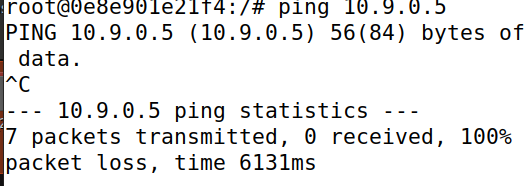 root@0e8e901e21f4:/# ping 10.9.0.5
PING 10.9.0.5 (10.9.0.5) 56(84) bytes of
 data.
^C
--- 10.9.0.5 ping statistics ---
7 packets transmitted, 0 received, 100%
packet loss, time 6131ms